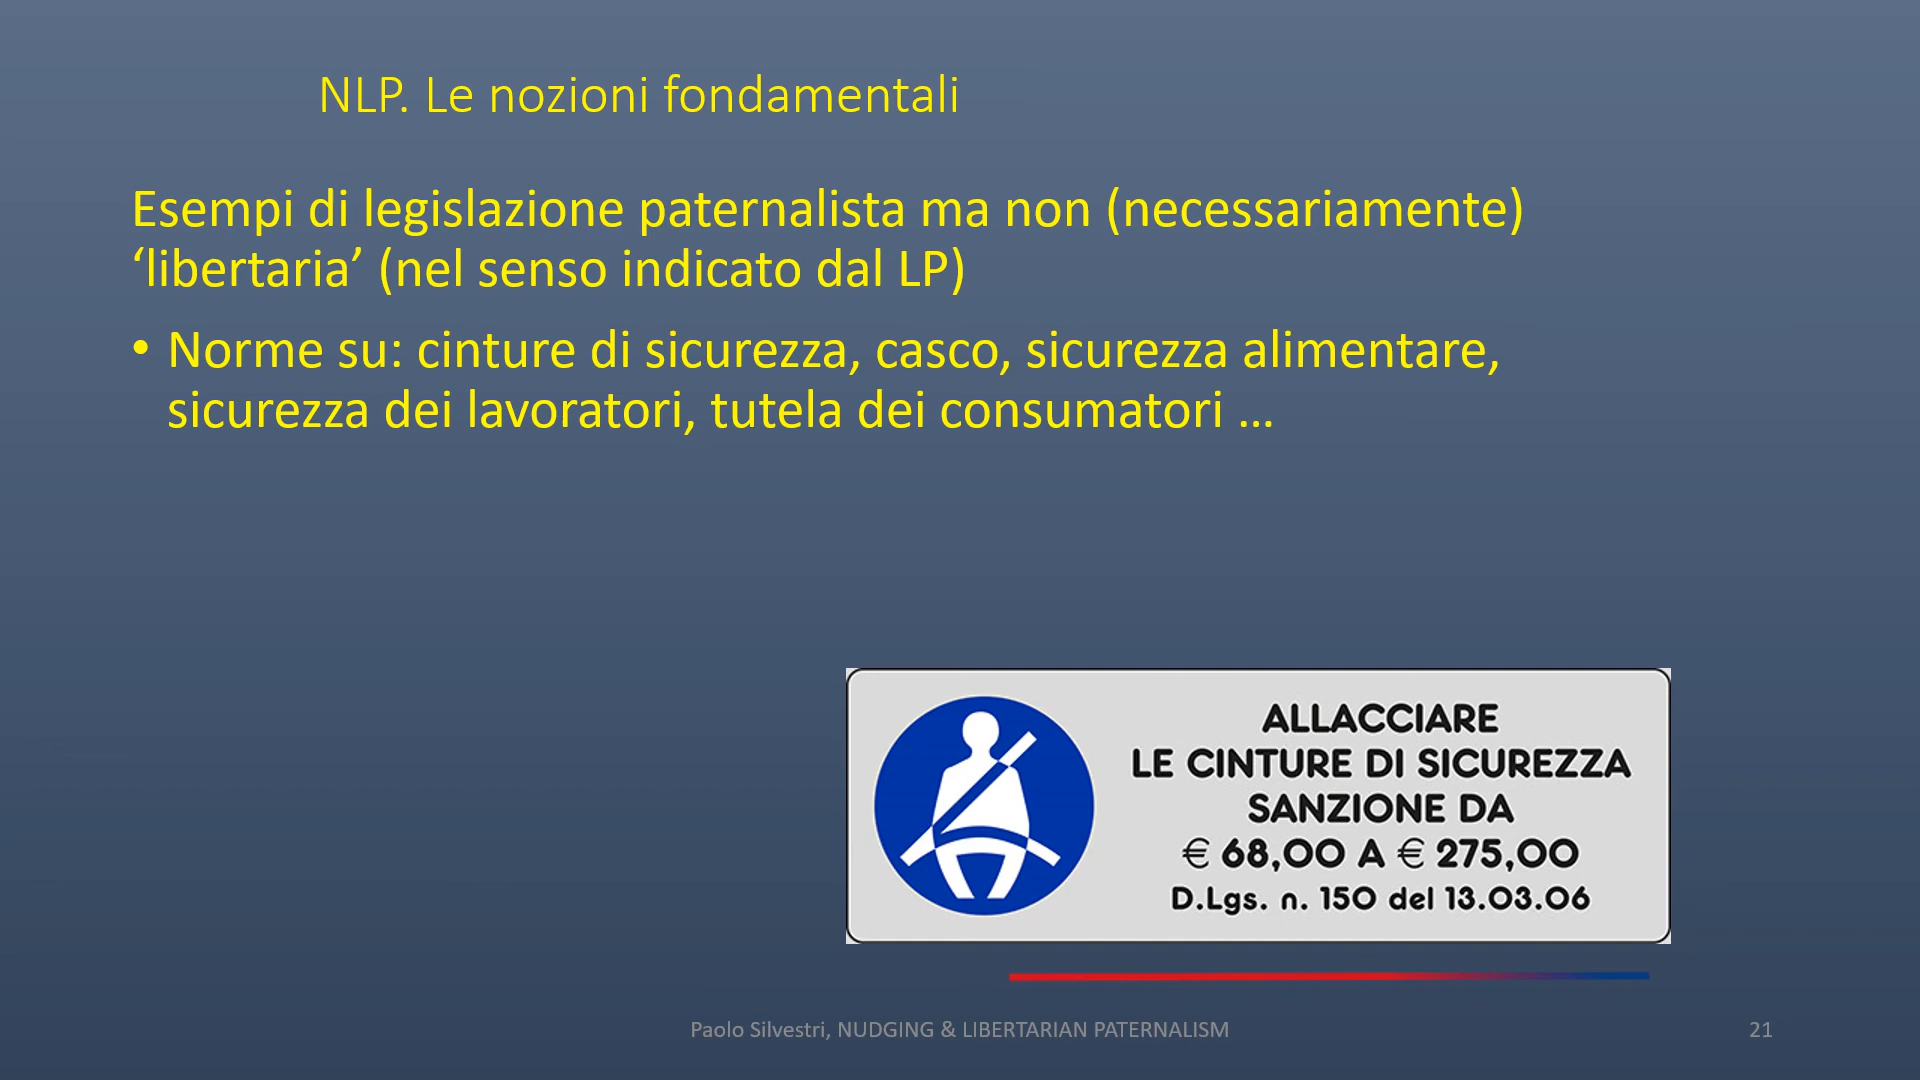 NLP. Le nozioni fondamentali
Esempi di legislazione paternalista ma non (necessariamente)
‘libertaria’ (nel senso indicato dal LP)
• Norme su: cinture di sicurezza, casco, sicurezza alimentare,
sicurezza dei lavoratori, tutela dei consumatori ...
ALLACCIARE
LE CINTURE DI SICUREZZA
SANZIONE DA
€ 68,00 A € 275,00
D.Lgs. n. 150 del 13.03.06
Paolo Silvestri, NUDGING & LIBERTARIAN PATERNALISM
21